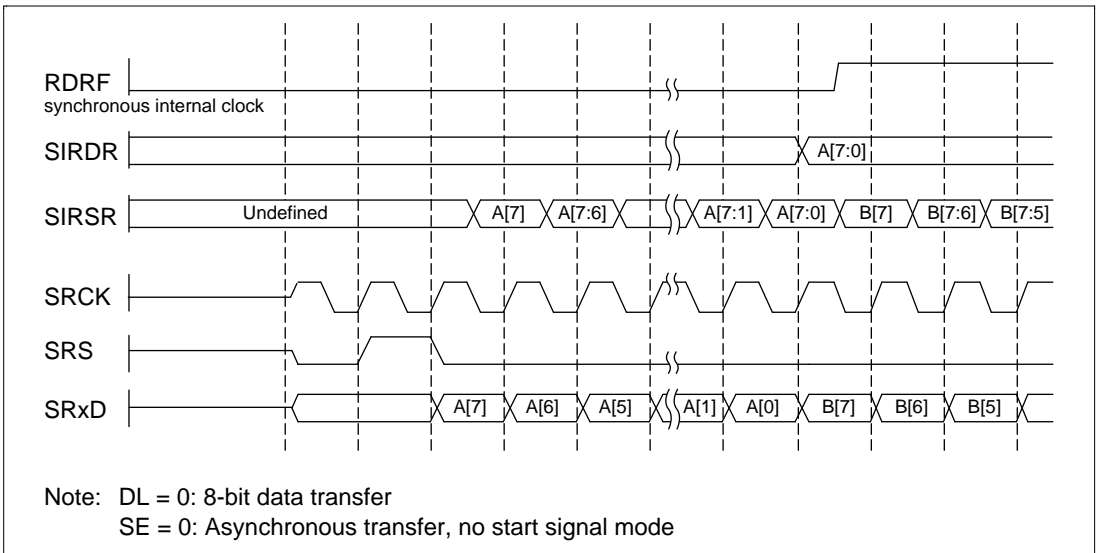 RDRF
synchronous internal clock
SIRDR A[7:0]
SIRSR Undefined A[7] A[7:6] A[7:1] A[7:0] B[7] B[7:6] B[7:5]
SRCK
SRS
SRxD A[7] A[6] A[5] A[1] A[0] B[7] B[6] B[5]
Note: DL = 0: 8-bit data transfer
SE = 0: Asynchronous transfer, no start signal mode